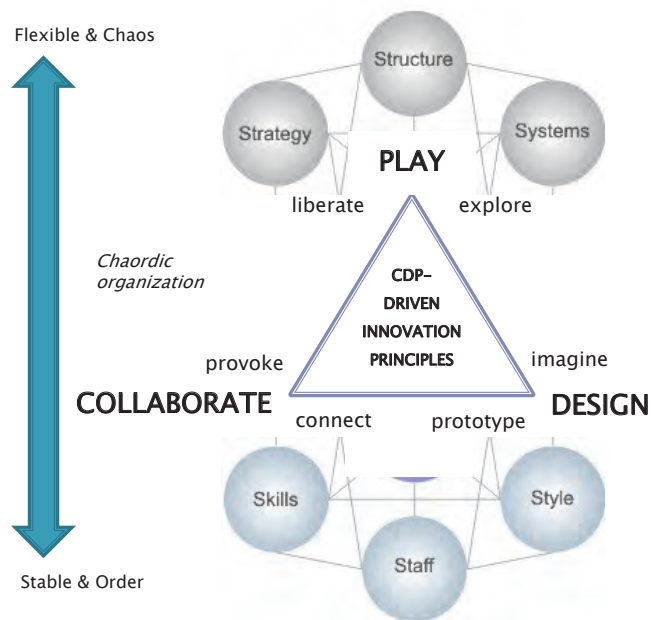 Flexible & Chaos
Structure
Strategy
Systems
PLAY
liberate
explore
Chaordic
organization
CDP-
DRIVEN
INNOVATION
PRINCIPLES
provoke
imagine
COLLABORATE
DESIGN
connect
prototype
Skills
Style
Staff
Stable & Order